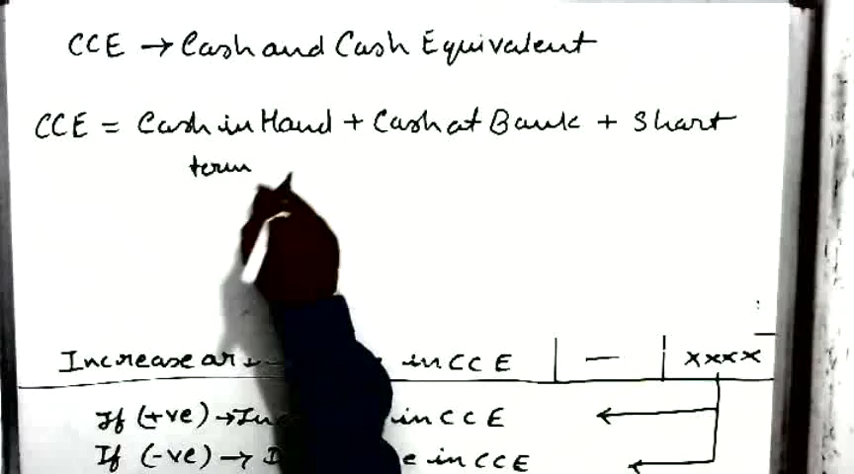 CCE → Cash and Cash Equivalent
CCE = Cash in Hand + Cash at Bank + Short
term
Increase or in CCE — xxxx
If (+ve) → in CCE
If (-ve) → in CCE